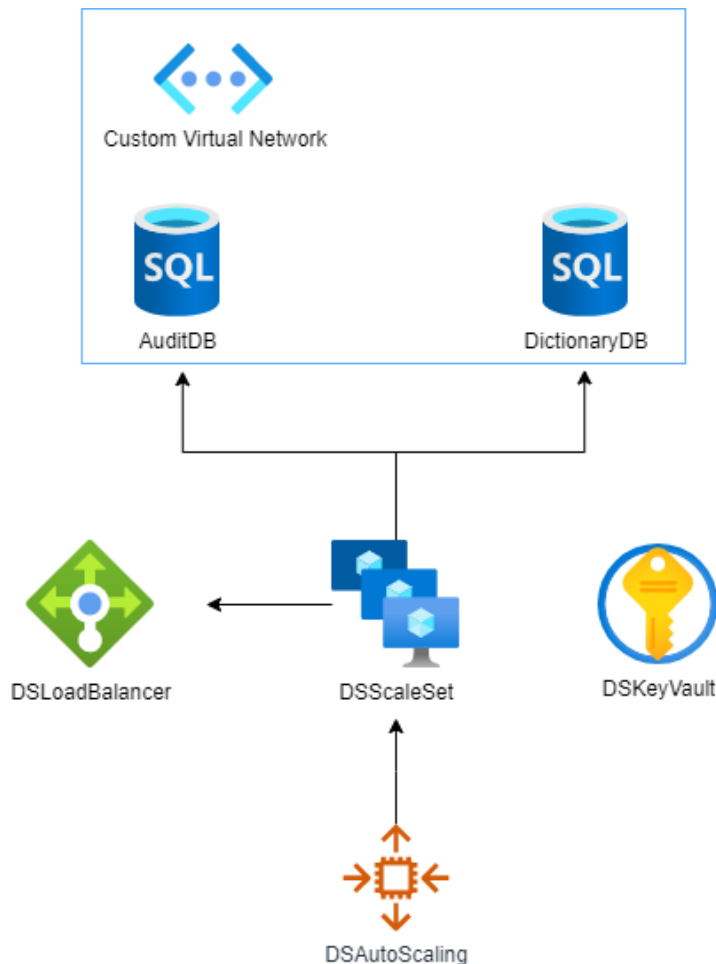 Custom Virtual Network
SQL
SQL
AuditDB
DictionaryDB
DSLoadBalancer
DSScaleSet
DSKeyVault
DSAutoScaling